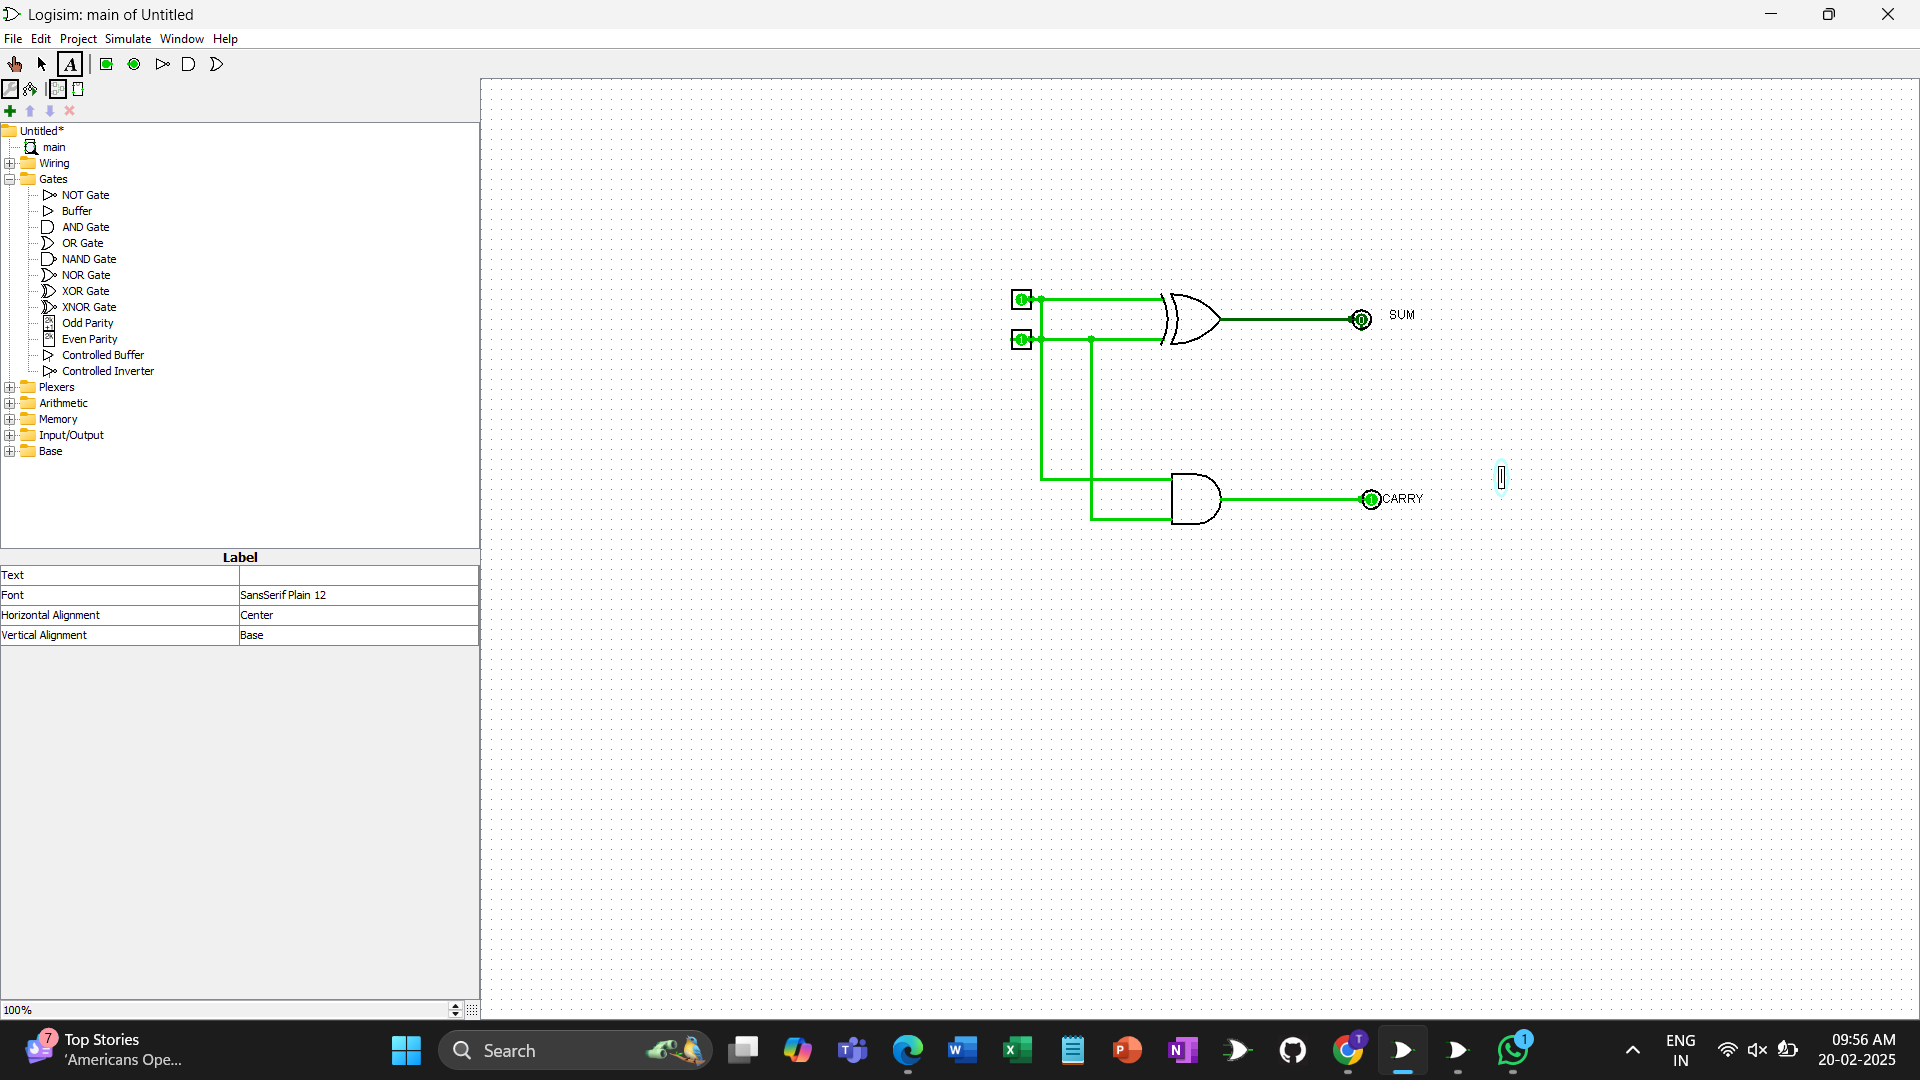 Logisim: main of Untitled
File Edit Project Simulate Window Help
A
Untitled*
main
Wiring
Gates
NOT Gate
Buffer
AND Gate
OR Gate
NAND Gate
NOR Gate
XOR Gate
XNOR Gate
Odd Parity
Even Parity
Controlled Buffer
Controlled Inverter
Plexers
Arithmetic
Memory
Input/Output
Base
1
SUM
1
0
1
CARRY
Label
Text
Font SansSerif Plain 12
Horizontal Alignment Center
Vertical Alignment Base
100%
7
Top Stories
'Americans Ope...
Search
T
1
ENG
IN
09:56 AM
20-02-2025